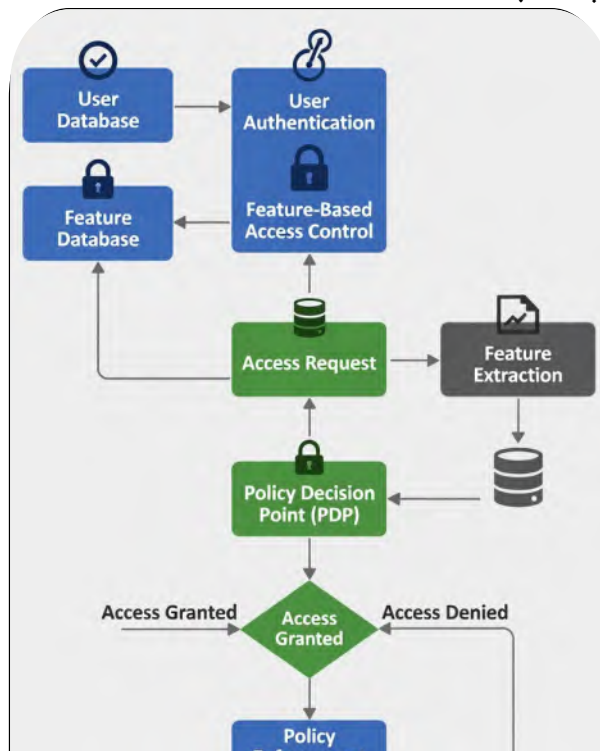 User
Database
User
Authentication
Feature
Database
Feature-Based
Access Control
Access Request
Feature
Extraction
Policy Decision
Point (PDP)
Access Granted
Access
Granted
Access Denied
Policy